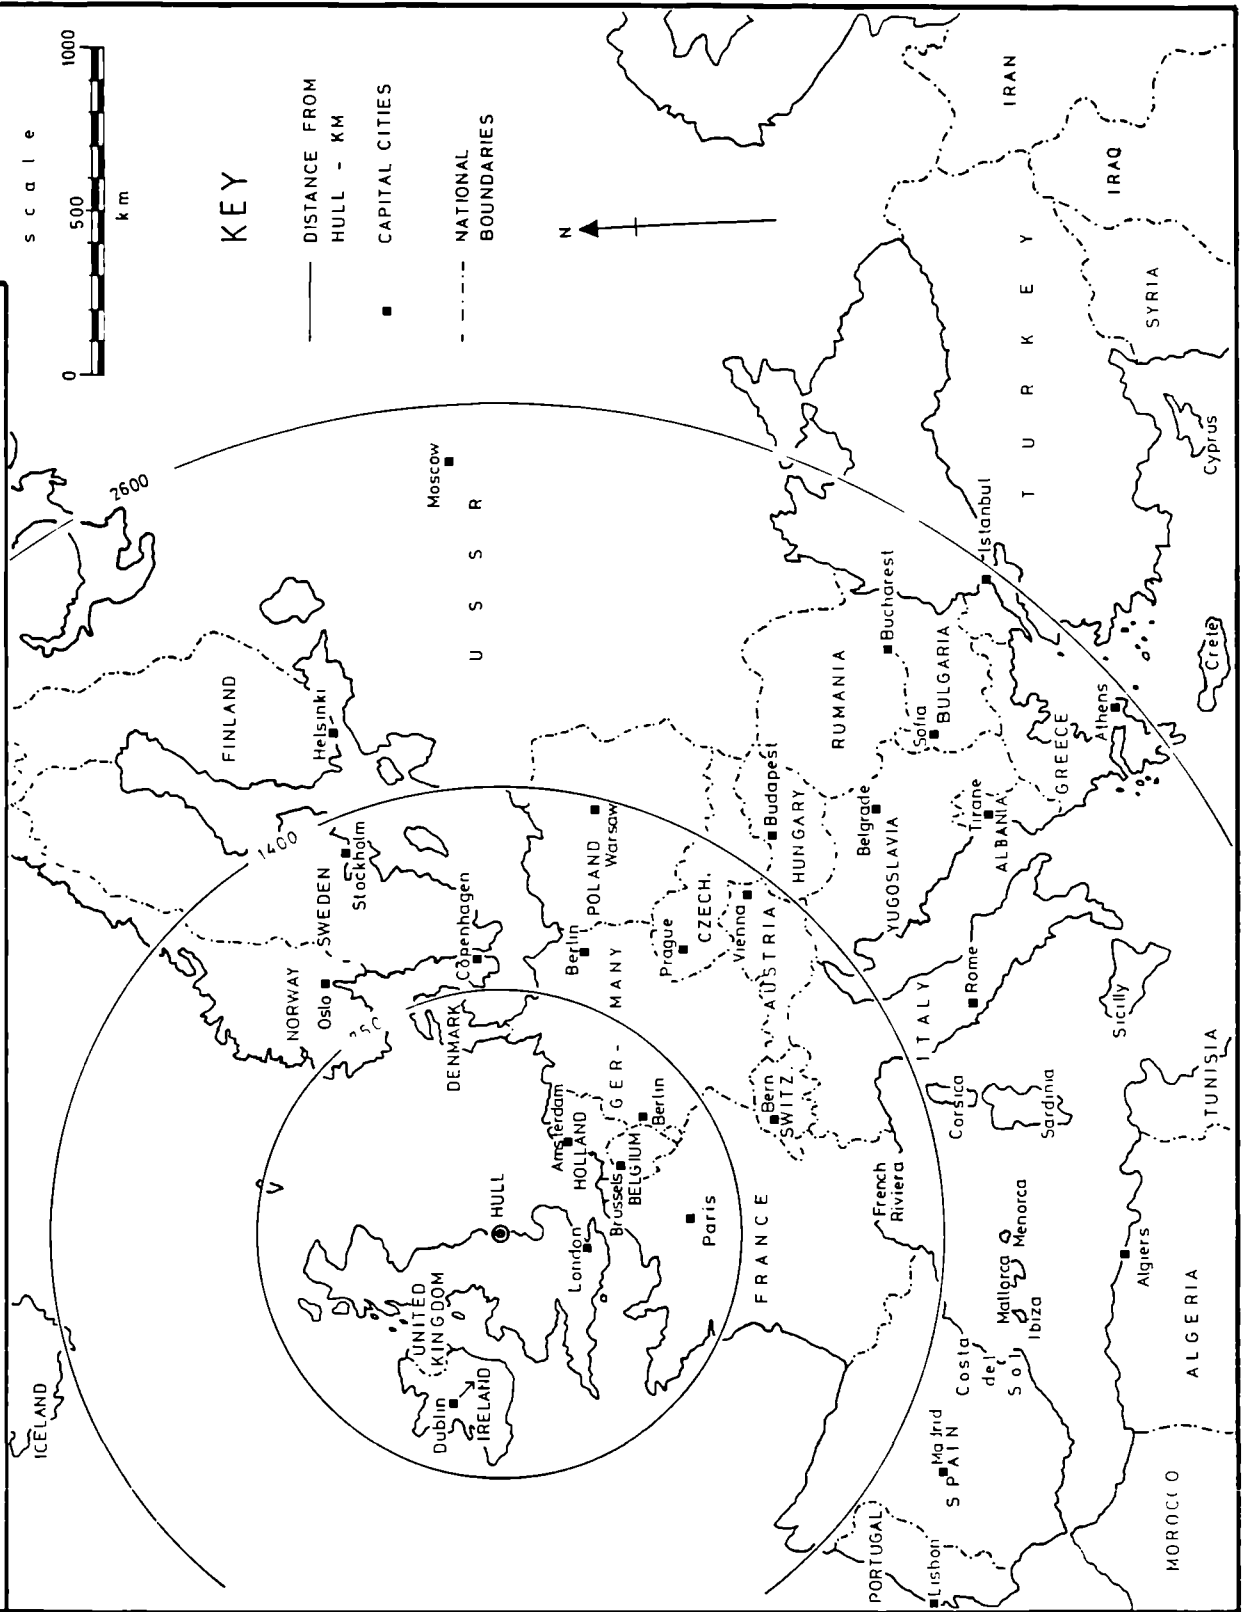 scale
0 500 1000
km
KEY
DISTANCE FROM
HULL - KM
CAPITAL CITIES
NATIONAL
BOUNDARIES
N
ICELAND
2600
1400
NORWAY
Oslo
SWEDEN
Stockholm
FINLAND
Helsinki
Moscow
U S S R
DENMARK
Copenhagen
UNITED
KINGDOM
Dublin
IRELAND
HULL
London
Amsterdam
HOLLAND
Brussels
BELGIUM
GER-
MANY
Berlin
Berlin
POLAND
Warsaw
Prague
CZECH.
Vienna
AUSTRIA
Budapest
HUNGARY
Paris
FRANCE
Bern
SWITZ.
RUMANIA
Bucharest
Belgrade
YUGOSLAVIA
Sofia
BULGARIA
Tirane
ALBANIA
GREECE
Athens
Istanbul
T U R K E Y
IRAN
IRAQ
SYRIA
Cyprus
Crete
French
Riviera
ITALY
Rome
Corsica
Sardinia
Sicilly
PORTUGAL
Lisbon
Madrid
SPAIN
Costa
del
Sol
Mallorca
Menorca
Ibiza
Algiers
MOROCCO
ALGERIA
TUNISIA